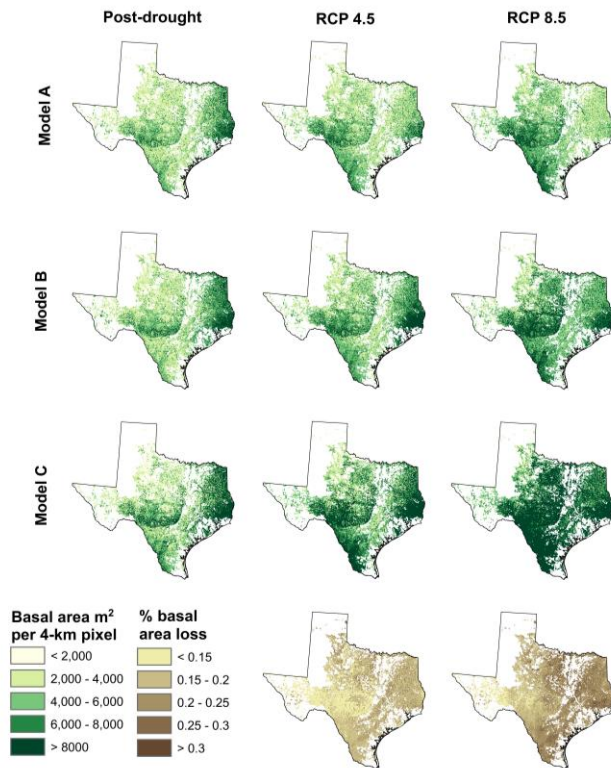 Post-drought RCP 4.5 RCP 8.5
Model A
Model B
Model C
Basal area m² % basal
per 4-km pixel area loss
< 2,000 < 0.15
2,000 - 4,000 0.15 - 0.2
4,000 - 6,000 0.2 - 0.25
6,000 - 8,000 0.25 - 0.3
> 8000 > 0.3